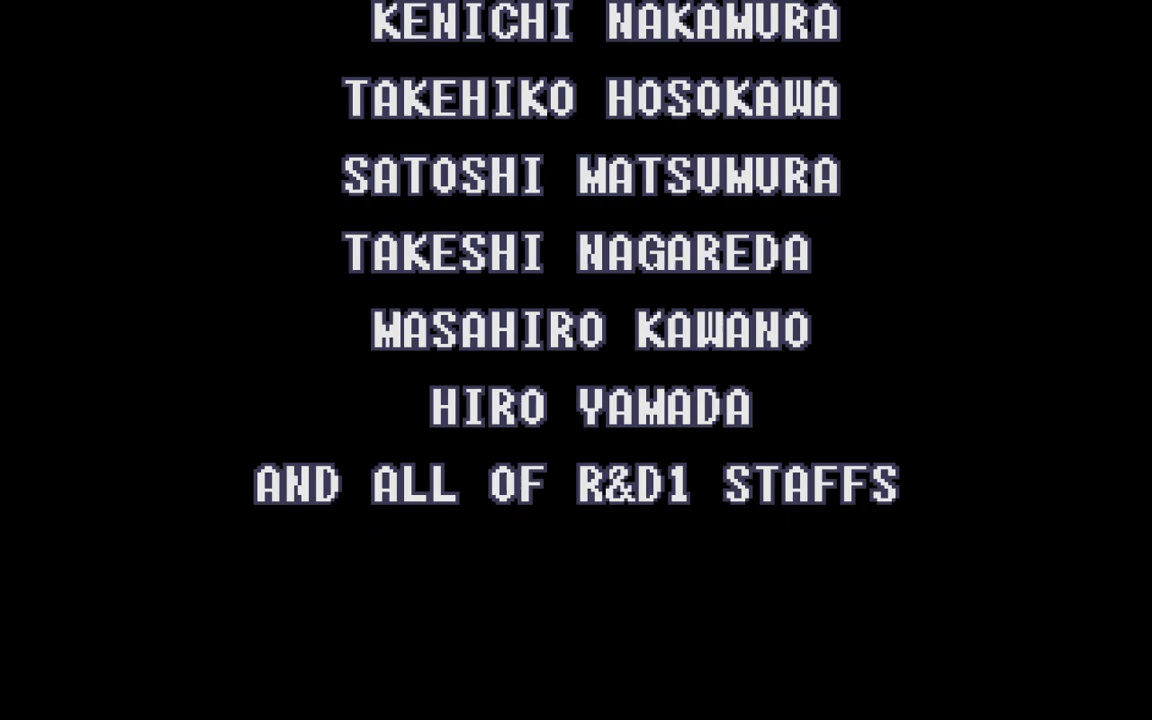 KENICHI NAKAMURA
TAKEHIKO HOSOKAWA
SATOSHI MATSUMURA
TAKESHI NAGAREDA
MASAHIRO KAWANO
HIRO YAMADA
AND ALL OF R&D1 STAFFS